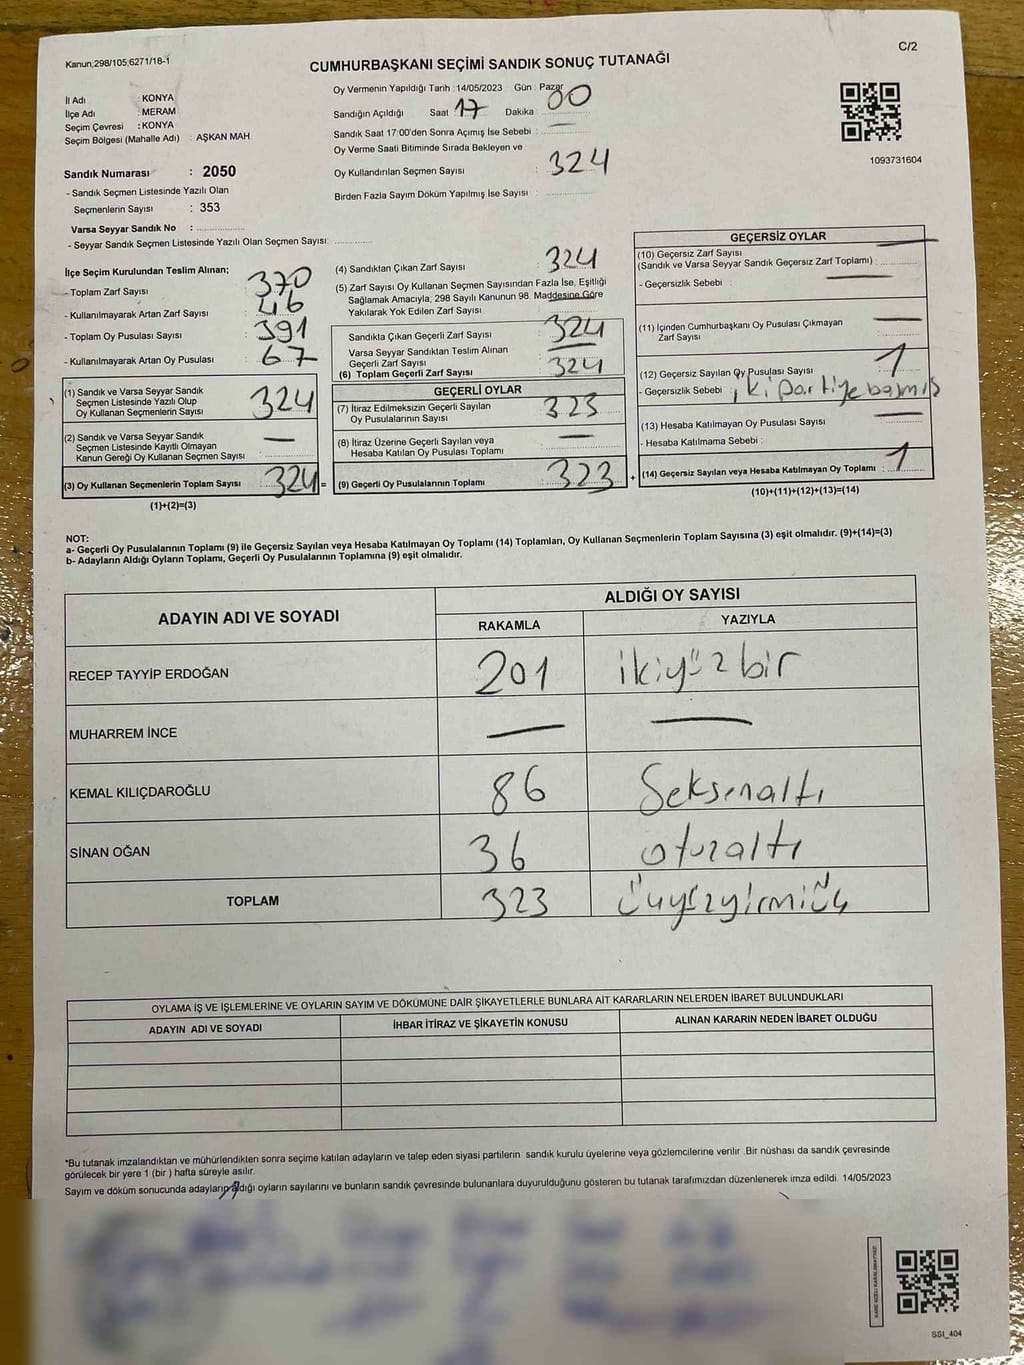 Kanun;298/105;6271/18-1
C/2
CUMHURBAŞKANI SEÇİMİ SANDIK SONUÇ TUTANAĞI
İl Adı : KONYA
İlçe Adı : MERAM
Seçim Çevresi : KONYA
Seçim Bölgesi (Mahalle Adı) : AŞKAN MAH
Sandık Numarası : 2050
- Sandık Seçmen Listesinde Yazılı Olan
Seçmenlerin Sayısı : 353
Varsa Seyyar Sandık No :
- Seyyar Sandık Seçmen Listesinde Yazılı Olan Seçmen Sayısı:
Oy Vermenin Yapıldığı Tarih : 14/05/2023 Gün : Pazar
Sandığın Açıldığı Saat 17 Dakika 00
Sandık Saat 17:00'den Sonra Açımış İse Sebebi : —
Oy Verme Saati Bitiminde Sırada Bekleyen ve
Oy Kullandırılan Seçmen Sayısı : 324
Birden Fazla Sayım Döküm Yapılmış İse Sayısı :
1093731604
İlçe Seçim Kurulundan Teslim Alınan;
- Toplam Zarf Sayısı : 370
- Kullanılmayarak Artan Zarf Sayısı : 46
- Toplam Oy Pusulası Sayısı : 391
- Kullanılmayarak Artan Oy Pusulası : 67
(1) Sandık ve Varsa Seyyar Sandık
Seçmen Listesinde Yazılı Olup
Oy Kullanan Seçmenlerin Sayısı : 324
(2) Sandık ve Varsa Seyyar Sandık
Seçmen Listesinde Kayıtlı Olmayan
Kanun Gereği Oy Kullanan Seçmen Sayısı : —
(3) Oy Kullanan Seçmenlerin Toplam Sayısı : 324 =
(1)+(2)=(3)
(4) Sandıktan Çıkan Zarf Sayısı : 324
(5) Zarf Sayısı Oy Kullanan Seçmen Sayısından Fazla İse, Eşitliği
Sağlamak Amacıyla, 298 Sayılı Kanunun 98. Maddesine Göre
Yakılarak Yok Edilen Zarf Sayısı : —
Sandıkta Çıkan Geçerli Zarf Sayısı : 324
Varsa Seyyar Sandıktan Teslim Alınan
Geçerli Zarf Sayısı : —
(6) Toplam Geçerli Zarf Sayısı : 324
GEÇERLİ OYLAR
(7) İtiraz Edilmeksizin Geçerli Sayılan
Oy Pusulalarının Sayısı : 323
(8) İtiraz Üzerine Geçerli Sayılan veya
Hesaba Katılan Oy Pusulası Toplamı : —
(9) Geçerli Oy Pusulalarının Toplamı : 323 +
GEÇERSİZ OYLAR
(10) Geçersiz Zarf Sayısı
(Sandık ve Varsa Seyyar Sandık Geçersiz Zarf Toplamı) : —
- Geçersizlik Sebebi : —
(11) İçinden Cumhurbaşkanı Oy Pusulası Çıkmayan
Zarf Sayısı : —
(12) Geçersiz Sayılan Oy Pusulası Sayısı : 1
- Geçersizlik Sebebi : iki partiye basmış
(13) Hesaba Katılmayan Oy Pusulası Sayısı : —
- Hesaba Katılmama Sebebi :
(14) Geçersiz Sayılan veya Hesaba Katılmayan Oy Toplamı : 1
(10)+(11)+(12)+(13)=(14)
NOT:
a- Geçerli Oy Pusulalarının Toplamı (9) ile Geçersiz Sayılan veya Hesaba Katılmayan Oy Toplamı (14) Toplamları, Oy Kullanan Seçmenlerin Toplam Sayısına (3) eşit olmalıdır. (9)+(14)=(3)
b- Adayların Aldığı Oyların Toplamı, Geçerli Oy Pusulalarının Toplamına (9) eşit olmalıdır.
ADAYIN ADI VE SOYADI ALDIĞI OY SAYISI
RAKAMLA YAZIYLA
RECEP TAYYİP ERDOĞAN 201 ikiyüzbir
MUHARREM İNCE — —
KEMAL KILIÇDAROĞLU 86 Seksenaltı
SİNAN OĞAN 36 otuzaltı
TOPLAM 323 üçyüzyirmiüç
OYLAMA İŞ VE İŞLEMLERİNE VE OYLARIN SAYIM VE DÖKÜMÜNE DAİR ŞİKAYETLERLE BUNLARA AİT KARARLARIN NELERDEN İBARET BULUNDUKLARI
ADAYIN ADI VE SOYADI İHBAR İTİRAZ VE ŞİKAYETİN KONUSU ALINAN KARARIN NEDEN İBARET OLDUĞU
*Bu tutanak imzalandıktan ve mühürlendikten sonra seçime katılan adayların ve talep eden siyasi partilerin sandık kurulu üyelerine veya gözlemcilerine verilir .Bir nüshası da sandık çevresinde
görülecek bir yere 1 (bir ) hafta süreyle asılır.
Sayım ve döküm sonucunda adayların aldığı oyların sayılarını ve bunların sandık çevresinde bulunanlara duyurulduğunu gösteren bu tutanak tarafımızdan düzenlenerek imza edildi. 14/05/2023
SSI_404